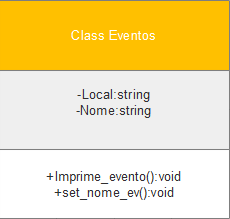 Class Eventos
-Local:string
-Nome:string
+Imprime_evento():void
+set_nome_ev():void